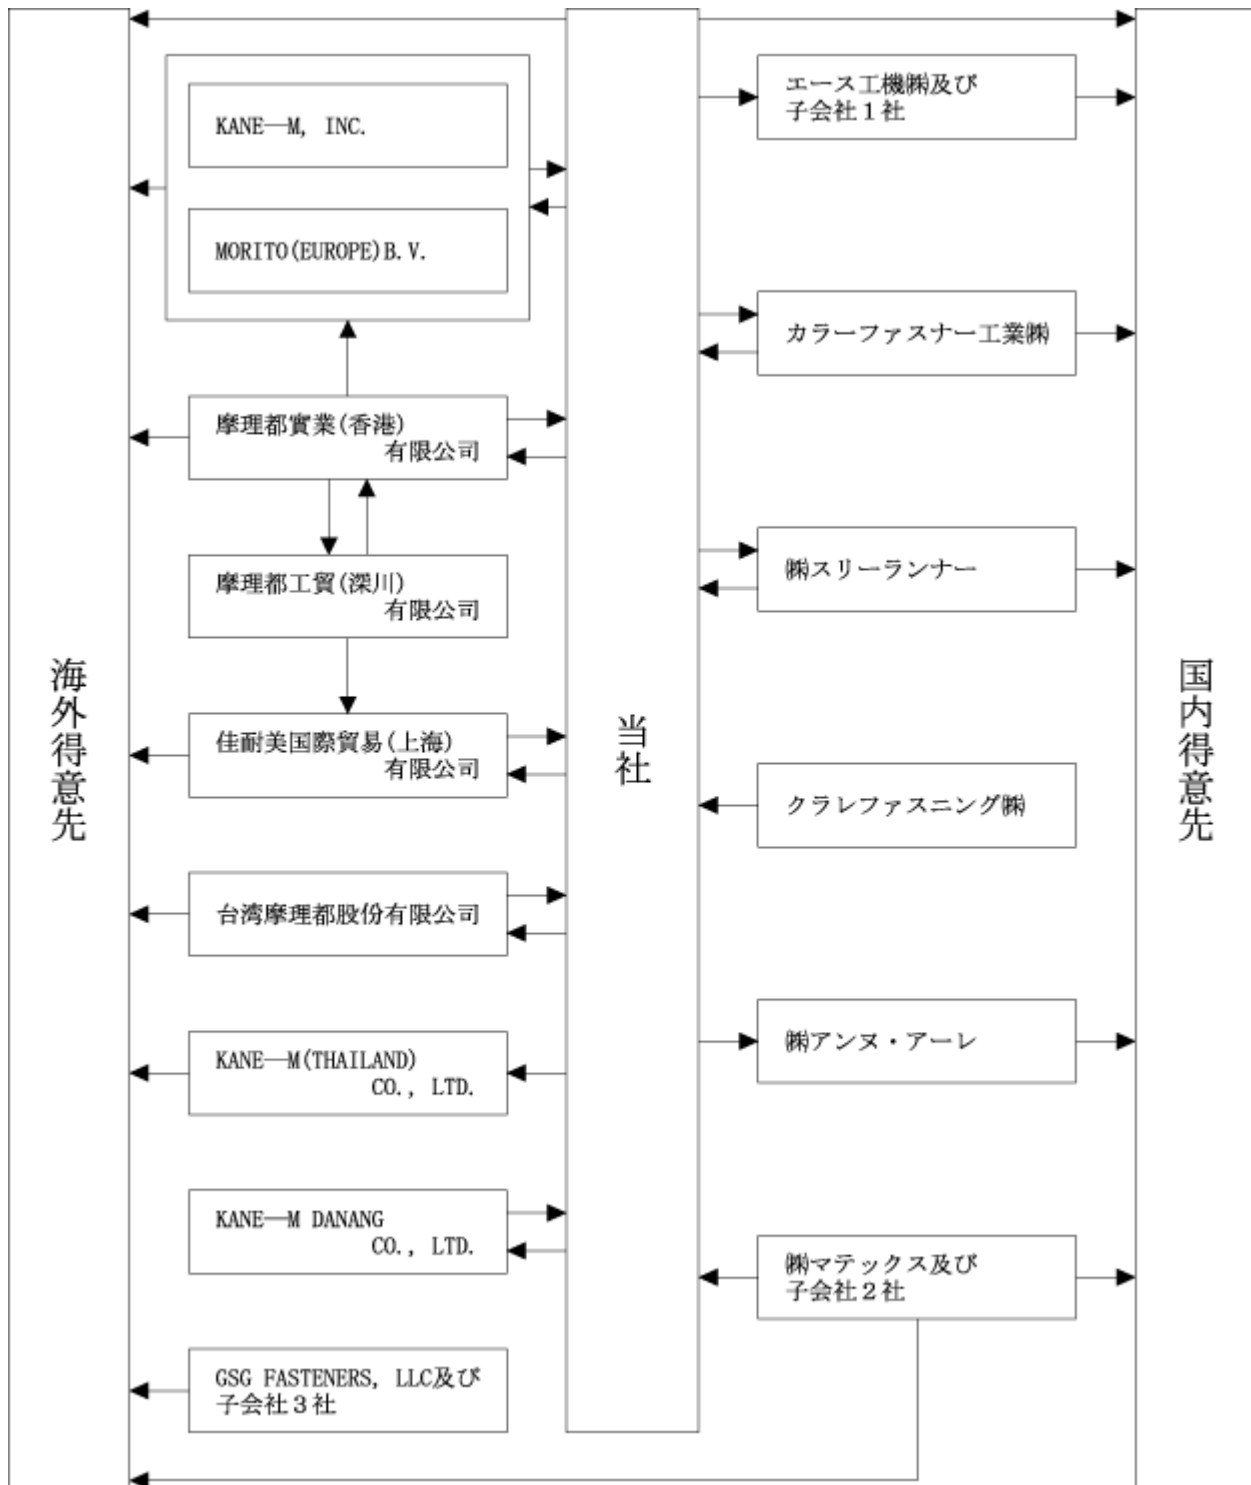 海外得意先
KANE―M, INC.
MORITO(EUROPE)B.V.
摩理都實業(香港)
有限公司
摩理都工貿(深川)
有限公司
佳耐美国際貿易(上海)
有限公司
台湾摩理都股份有限公司
KANE―M(THAILAND)
CO., LTD.
KANE―M DANANG
CO., LTD.
GSG FASTENERS, LLC及び
子会社３社
当社
エース工機㈱及び
子会社１社
カラーファスナー工業㈱
㈱スリーランナー
クラレファスニング㈱
㈱アンヌ・アーレ
㈱マテックス及び
子会社２社
国内得意先